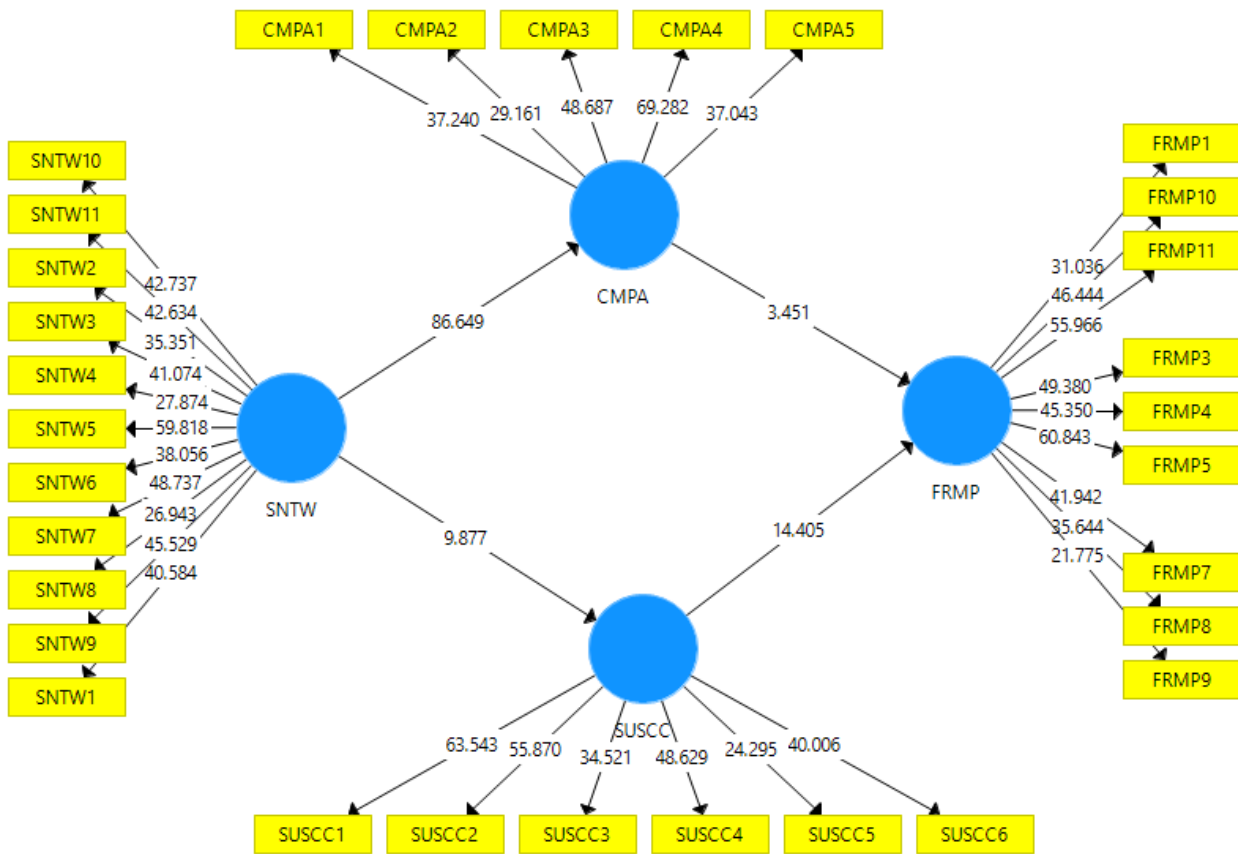 CMPA1 CMPA2 CMPA3 CMPA4 CMPA5
37.240 29.161 48.687 69.282 37.043
SNTW10
SNTW11
SNTW2
SNTW3
SNTW4
SNTW5
SNTW6
SNTW7
SNTW8
SNTW9
SNTW1
42.737
42.634
35.351
41.074
27.874
59.818
38.056
48.737
26.943
45.529
40.584
SNTW
86.649
9.877
CMPA
3.451
14.405
SUSCC
FRMP
31.036
46.444
55.966
49.380
45.350
60.843
41.942
35.644
21.775
FRMP1
FRMP10
FRMP11
FRMP3
FRMP4
FRMP5
FRMP7
FRMP8
FRMP9
63.543 55.870 34.521 48.629 24.295 40.006
SUSCC1 SUSCC2 SUSCC3 SUSCC4 SUSCC5 SUSCC6